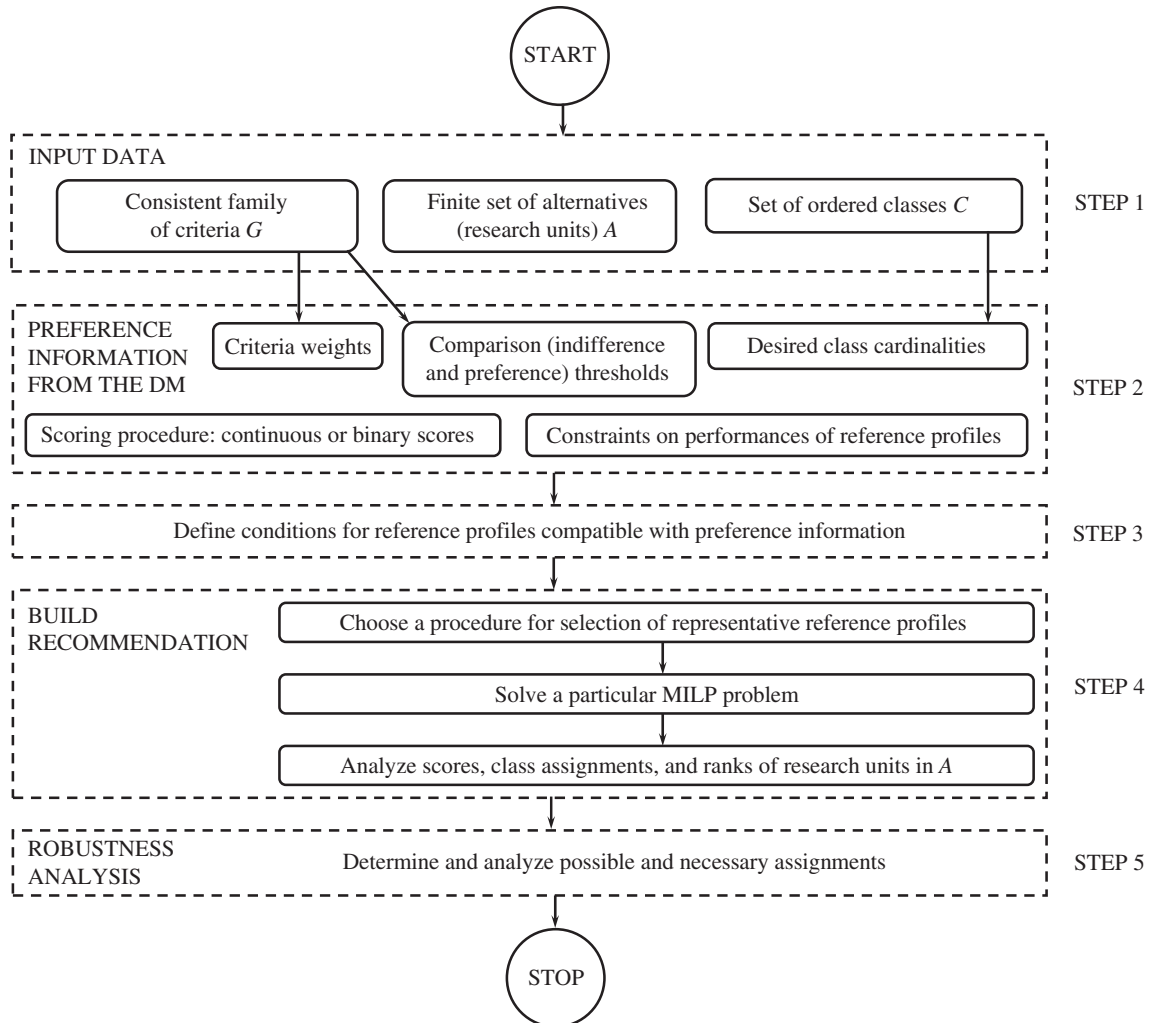 START
INPUT DATA
Consistent family
of criteria G
Finite set of alternatives
(research units) A
Set of ordered classes C
STEP 1
PREFERENCE
INFORMATION
FROM THE DM
Criteria weights
Comparison (indifference
and preference) thresholds
Desired class cardinalities
STEP 2
Scoring procedure: continuous or binary scores
Constraints on performances of reference profiles
Define conditions for reference profiles compatible with preference information
STEP 3
BUILD
RECOMMENDATION
Choose a procedure for selection of representative reference profiles
Solve a particular MILP problem
STEP 4
Analyze scores, class assignments, and ranks of research units in A
ROBUSTNESS
ANALYSIS
Determine and analyze possible and necessary assignments
STEP 5
STOP